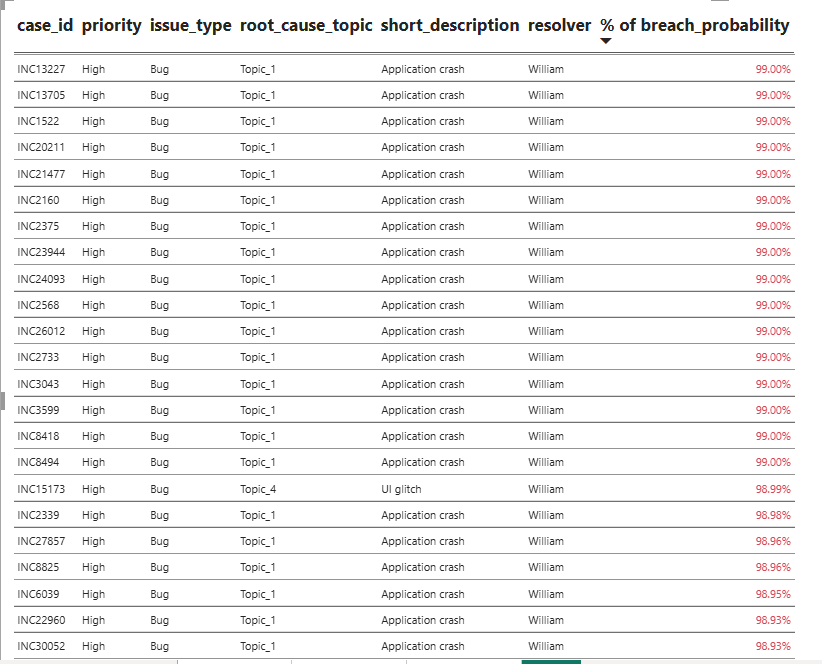 case_id priority issue_type root_cause_topic short_description resolver % of breach_probability
INC13227 High Bug Topic_1 Application crash William 99.00%
INC13705 High Bug Topic_1 Application crash William 99.00%
INC1522 High Bug Topic_1 Application crash William 99.00%
INC20211 High Bug Topic_1 Application crash William 99.00%
INC21477 High Bug Topic_1 Application crash William 99.00%
INC2160 High Bug Topic_1 Application crash William 99.00%
INC2375 High Bug Topic_1 Application crash William 99.00%
INC23944 High Bug Topic_1 Application crash William 99.00%
INC24093 High Bug Topic_1 Application crash William 99.00%
INC2568 High Bug Topic_1 Application crash William 99.00%
INC26012 High Bug Topic_1 Application crash William 99.00%
INC2733 High Bug Topic_1 Application crash William 99.00%
INC3043 High Bug Topic_1 Application crash William 99.00%
INC3599 High Bug Topic_1 Application crash William 99.00%
INC8418 High Bug Topic_1 Application crash William 99.00%
INC8494 High Bug Topic_1 Application crash William 99.00%
INC15173 High Bug Topic_4 UI glitch William 98.99%
INC2339 High Bug Topic_1 Application crash William 98.98%
INC27857 High Bug Topic_1 Application crash William 98.96%
INC8825 High Bug Topic_1 Application crash William 98.96%
INC6039 High Bug Topic_1 Application crash William 98.95%
INC22960 High Bug Topic_1 Application crash William 98.93%
INC30052 High Bug Topic_1 Application crash William 98.93%